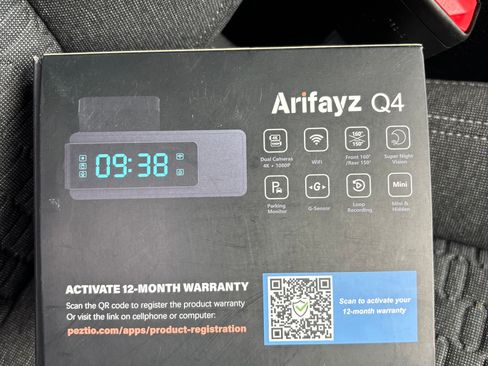 Arifayz Q4
09:38
4K
160°
150°
Dual Cameras
4K + 1080P
WiFi
Front 160°
/Rear 150°
Super Night
Vision
P
G
Mini
Parking
Monitor
G-Sensor
Loop
Recording
Mini &
Hidden
ACTIVATE 12-MONTH WARRANTY
Scan the QR code to register the product warranty
Or visit the link on cellphone or computer:
peztio.com/apps/product-registration
Scan to activate your
12-month warranty